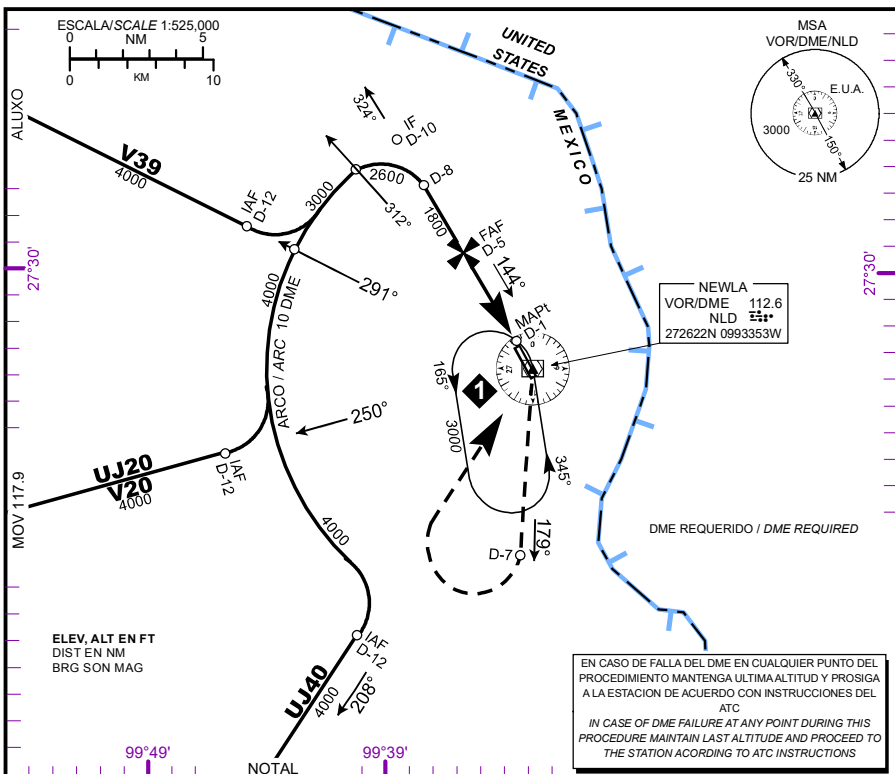 ESCALA/SCALE 1:525,000
0 NM 5
0 KM 10
UNITED
STATES
MEXICO
MSA
VOR/DME/NLD
330°
E.U.A.
3000
150°
25 NM
ALUXO
V39
4000
IAF
D-12
324°
IF
D-10
3000
2600
D-8
312°
1800
FAF
D-5
144°
27°30'
27°30'
291°
4000
ARCO / ARC 10 DME
MAPt
D-1
NEWLA
VOR/DME 112.6
NLD
272622N 0993353W
165°
1
3000
345°
250°
UJ20
V20
4000
IAF
D-12
MOV 117.9
4000
D-7
179°
DME REQUERIDO / DME REQUIRED
ELEV, ALT EN FT
DIST EN NM
BRG SON MAG
IAF
D-12
UJ40
4000
208°
NOTAL
99°49'
99°39'
EN CASO DE FALLA DEL DME EN CUALQUIER PUNTO DEL
PROCEDIMIENTO MANTENGA ULTIMA ALTITUD Y PROSIGA
A LA ESTACION DE ACUERDO CON INSTRUCCIONES DEL
ATC
IN CASE OF DME FAILURE AT ANY POINT DURING THIS
PROCEDURE MAINTAIN LAST ALTITUDE AND PROCEED TO
THE STATION ACORDING TO ATC INSTRUCTIONS